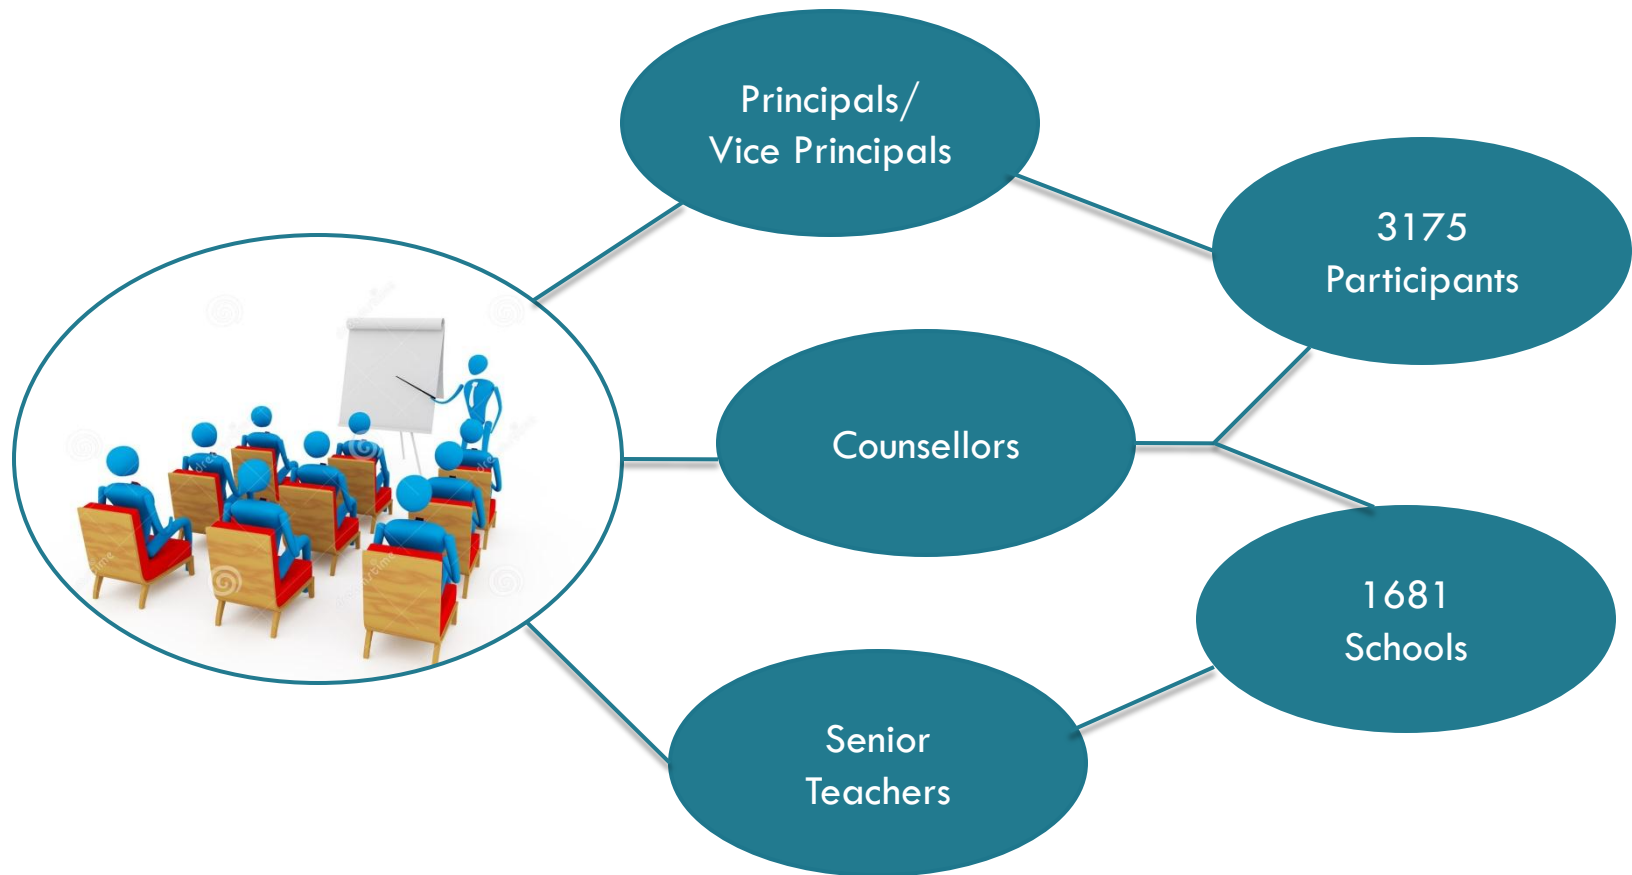 Principals/
Vice Principals
3175
Participants
Counsellors
1681
Schools
Senior
Teachers